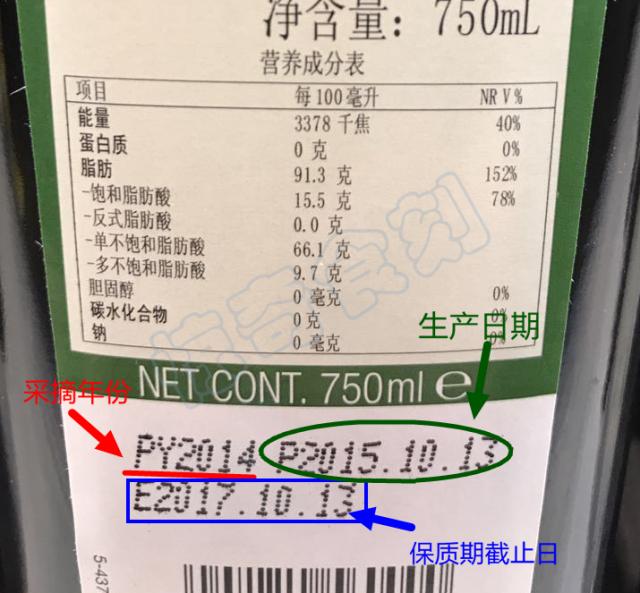 净含量: 750mL
营养成分表
项目 每100毫升 NRV%
能量 3378 千焦 40%
蛋白质 0 克 0%
脂肪 91.3 克 152%
-饱和脂肪酸 15.5 克 78%
-反式脂肪酸 0.0 克
-单不饱和脂肪酸 66.1 克
-多不饱和脂肪酸 9.7 克
胆固醇 0 毫克 0%
碳水化合物 0克 0%
钠 0 毫克 0%
生产日期
NET CONT. 750ml e
采摘年份
PY2014 P2015.10.13
E2017.10.13
保质期截止日
5-437